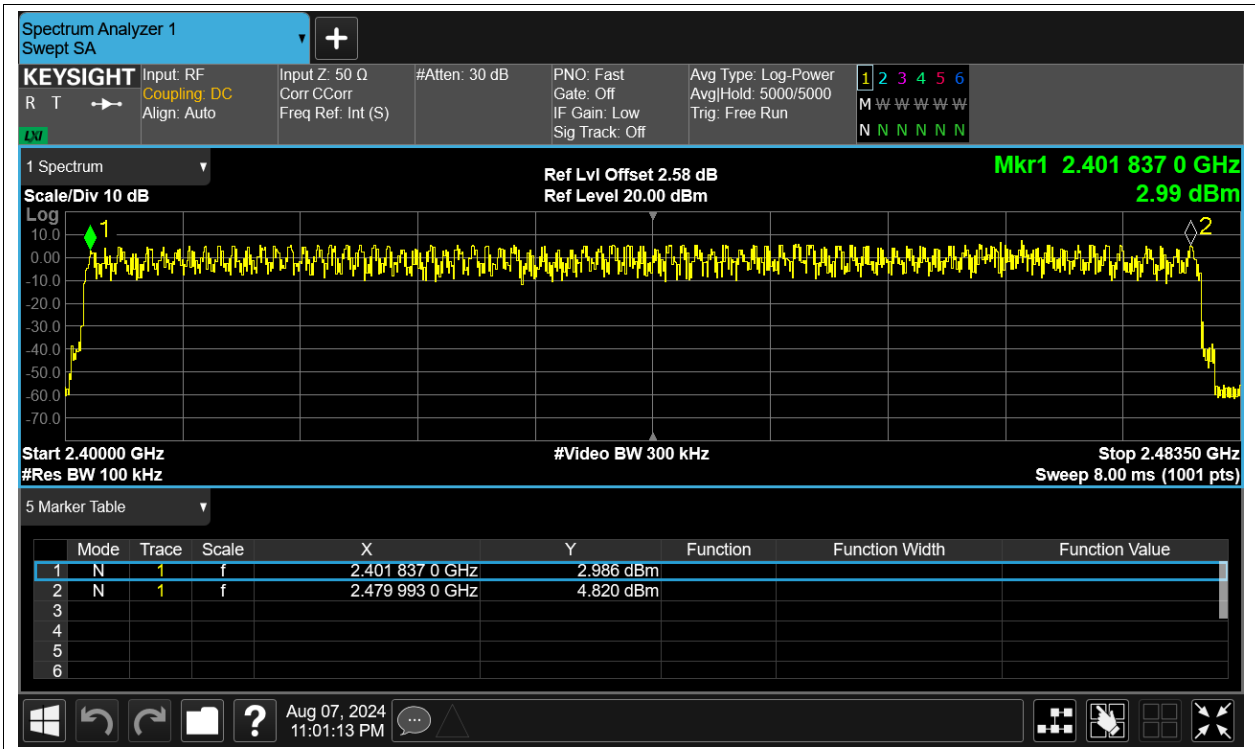 Spectrum Analyzer 1
Swept SA
KEYSIGHT Input: RF Input Z: 50 Ω #Atten: 30 dB PNO: Fast Avg Type: Log-Power 1 2 3 4 5 6
R T Coupling: DC Corr CCorr Gate: Off Avg|Hold: 5000/5000 M W W W W W
Align: Auto Freq Ref: Int (S) IF Gain: Low Trig: Free Run
LXI Sig Track: Off N N N N N N
1 Spectrum Ref Lvl Offset 2.58 dB Mkr1 2.401 837 0 GHz
Scale/Div 10 dB Ref Level 20.00 dBm 2.99 dBm
Log
1 2
10.0
0.00
-10.0
-20.0
-30.0
-40.0
-50.0
-60.0
-70.0
Start 2.40000 GHz #Video BW 300 kHz Stop 2.48350 GHz
#Res BW 100 kHz Sweep 8.00 ms (1001 pts)
5 Marker Table
Mode Trace Scale X Y Function Function Width Function Value
1 N 1 f 2.401 837 0 GHz 2.986 dBm
2 N 1 f 2.479 993 0 GHz 4.820 dBm
3
4
5
6
? Aug 07, 2024
11:01:13 PM